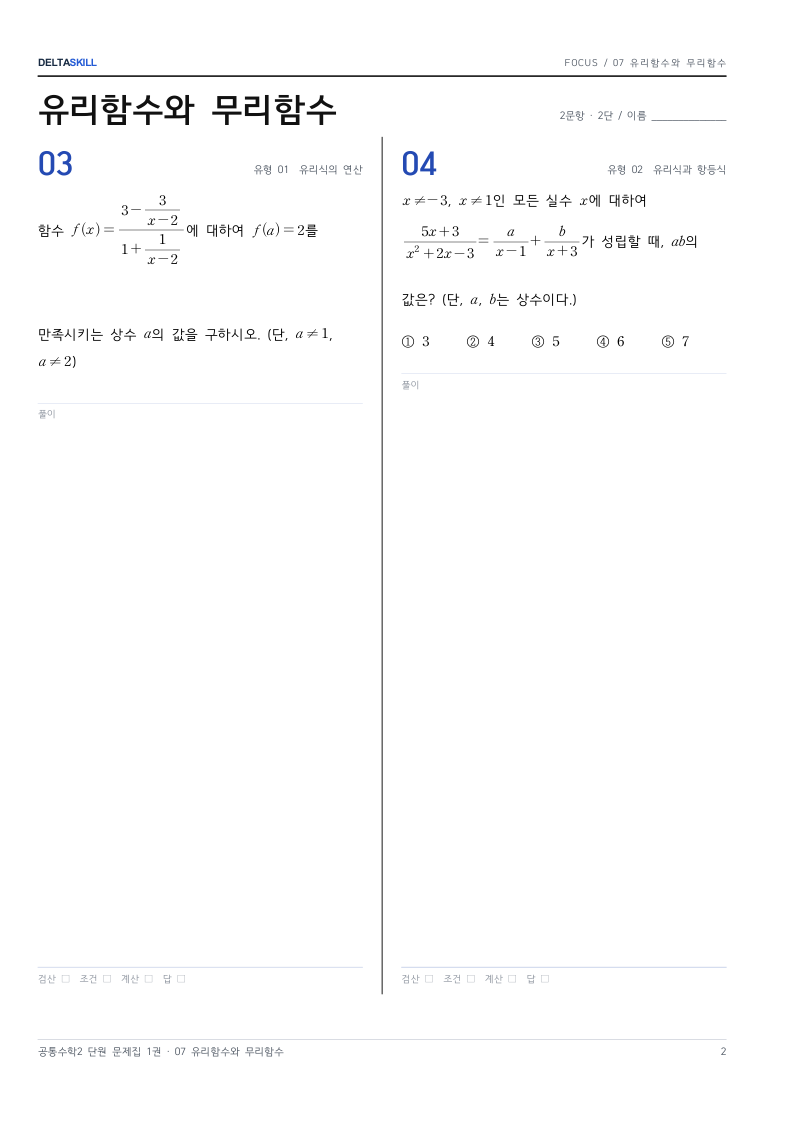 DELTASKILL
FOCUS / 07 유리함수와 무리함수
유리함수와 무리함수
2문항 · 2단 / 이름 ______________
03
유형 01 유리식의 연산
함수 f(x) = (3 − 3/(x−2)) / (1 + 1/(x−2)) 에 대하여 f(a) = 2를
만족시키는 상수 a의 값을 구하시오. (단, a ≠ 1,
a ≠ 2)
풀이
검산 □ 조건 □ 계산 □ 답 □
04
유형 02 유리식과 항등식
x ≠ −3, x ≠ 1인 모든 실수 x에 대하여
(5x+3)/(x²+2x−3) = a/(x−1) + b/(x+3) 가 성립할 때, ab의
값은? (단, a, b는 상수이다.)
① 3 ② 4 ③ 5 ④ 6 ⑤ 7
풀이
검산 □ 조건 □ 계산 □ 답 □
공통수학2 단원 문제집 1권 · 07 유리함수와 무리함수
2